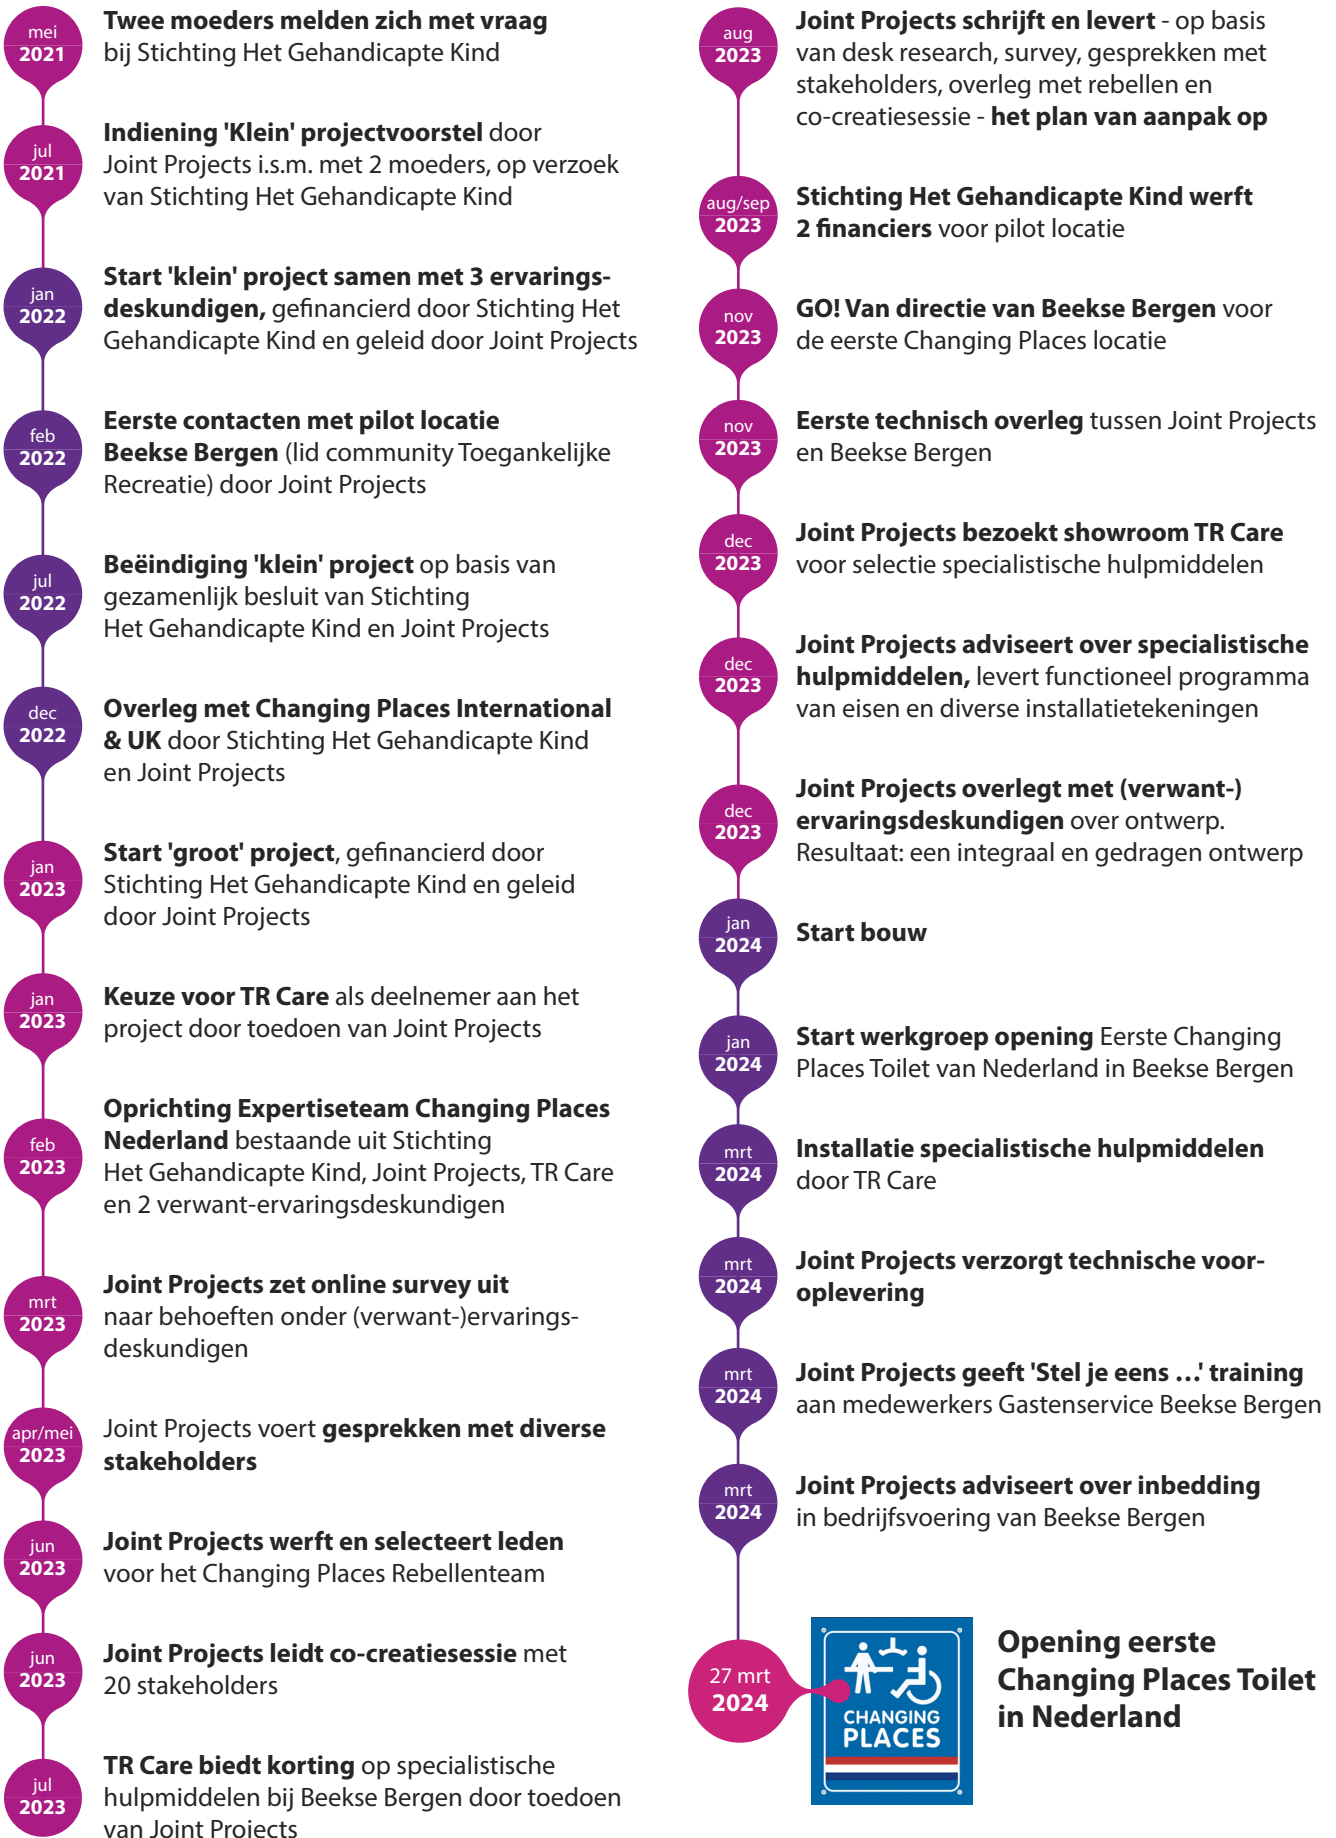 mei
2021
Twee moeders melden zich met vraag
bij Stichting Het Gehandicapte Kind
jul
2021
Indiening 'Klein' projectvoorstel door
Joint Projects i.s.m. met 2 moeders, op verzoek
van Stichting Het Gehandicapte Kind
jan
2022
Start 'klein' project samen met 3 ervarings-
deskundigen, gefinancierd door Stichting Het
Gehandicapte Kind en geleid door Joint Projects
feb
2022
Eerste contacten met pilot locatie
Beekse Bergen (lid community Toegankelijke
Recreatie) door Joint Projects
jul
2022
Beëindiging 'klein' project op basis van
gezamenlijk besluit van Stichting
Het Gehandicapte Kind en Joint Projects
dec
2022
Overleg met Changing Places International
& UK door Stichting Het Gehandicapte Kind
en Joint Projects
jan
2023
Start 'groot' project, gefinancierd door
Stichting Het Gehandicapte Kind en geleid
door Joint Projects
jan
2023
Keuze voor TR Care als deelnemer aan het
project door toedoen van Joint Projects
feb
2023
Oprichting Expertiseteam Changing Places
Nederland bestaande uit Stichting
Het Gehandicapte Kind, Joint Projects, TR Care
en 2 verwant-ervaringsdeskundigen
mrt
2023
Joint Projects zet online survey uit
naar behoeften onder (verwant-)ervarings-
deskundigen
apr/mei
2023
Joint Projects voert gesprekken met diverse
stakeholders
jun
2023
Joint Projects werft en selecteert leden
voor het Changing Places Rebellenteam
jun
2023
Joint Projects leidt co-creatiesessie met
20 stakeholders
jul
2023
TR Care biedt korting op specialistische
hulpmiddelen bij Beekse Bergen door toedoen
van Joint Projects
aug
2023
Joint Projects schrijft en levert - op basis
van desk research, survey, gesprekken met
stakeholders, overleg met rebellen en
co-creatiesessie - het plan van aanpak op
aug/sep
2023
Stichting Het Gehandicapte Kind werft
2 financiers voor pilot locatie
nov
2023
GO! Van directie van Beekse Bergen voor
de eerste Changing Places locatie
nov
2023
Eerste technisch overleg tussen Joint Projects
en Beekse Bergen
dec
2023
Joint Projects bezoekt showroom TR Care
voor selectie specialistische hulpmiddelen
dec
2023
Joint Projects adviseert over specialistische
hulpmiddelen, levert functioneel programma
van eisen en diverse installatietekeningen
dec
2023
Joint Projects overlegt met (verwant-)
ervaringsdeskundigen over ontwerp.
Resultaat: een integraal en gedragen ontwerp
jan
2024
Start bouw
jan
2024
Start werkgroep opening Eerste Changing
Places Toilet van Nederland in Beekse Bergen
mrt
2024
Installatie specialistische hulpmiddelen
door TR Care
mrt
2024
Joint Projects verzorgt technische voor-
oplevering
mrt
2024
Joint Projects geeft 'Stel je eens …' training
aan medewerkers Gastenservice Beekse Bergen
mrt
2024
Joint Projects adviseert over inbedding
in bedrijfsvoering van Beekse Bergen
27 mrt
2024
CHANGING
PLACES
Opening eerste
Changing Places Toilet
in Nederland